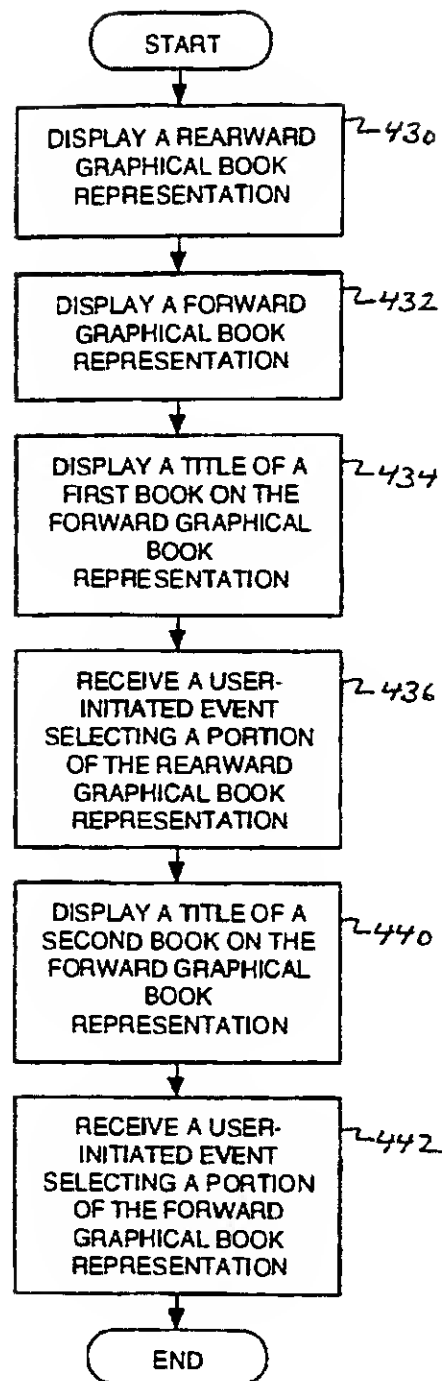 START
DISPLAY A REARWARD
GRAPHICAL BOOK
REPRESENTATION
430
DISPLAY A FORWARD
GRAPHICAL BOOK
REPRESENTATION
432
DISPLAY A TITLE OF A
FIRST BOOK ON THE
FORWARD GRAPHICAL
BOOK
REPRESENTATION
434
RECEIVE A USER-
INITIATED EVENT
SELECTING A PORTION
OF THE REARWARD
GRAPHICAL BOOK
REPRESENTATION
436
DISPLAY A TITLE OF A
SECOND BOOK ON THE
FORWARD GRAPHICAL
BOOK
REPRESENTATION
440
RECEIVE A USER-
INITIATED EVENT
SELECTING A PORTION
OF THE FORWARD
GRAPHICAL BOOK
REPRESENTATION
442
END